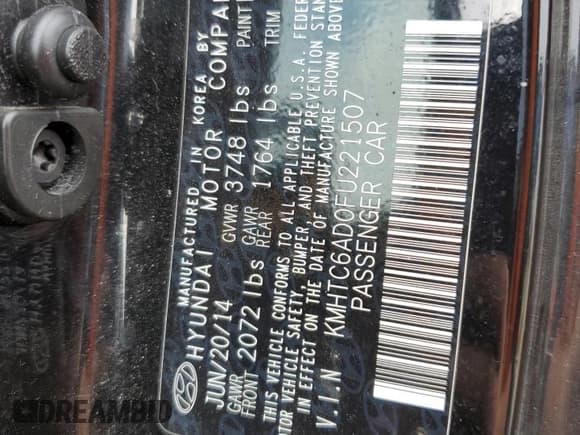 MANUFACTURED IN KOREA BY
HYUNDAI MOTOR COMPA
JUN/20/14 GVWR 3748 lbs PAINT
GAWR FRONT 2072 lbs GAWR REAR 1764 lbs TRIM
THIS VEHICLE CONFORMS TO ALL APPLICABLE U.S.A. FEDER
MOTOR VEHICLE SAFETY, BUMPER, AND THEFT PREVENTION STAN
IN EFFECT ON THE DATE OF MANUFACTURE SHOWN ABOVE
V.I.N KMHTC6AD0FU221507
PASSENGER CAR
DREAMBID